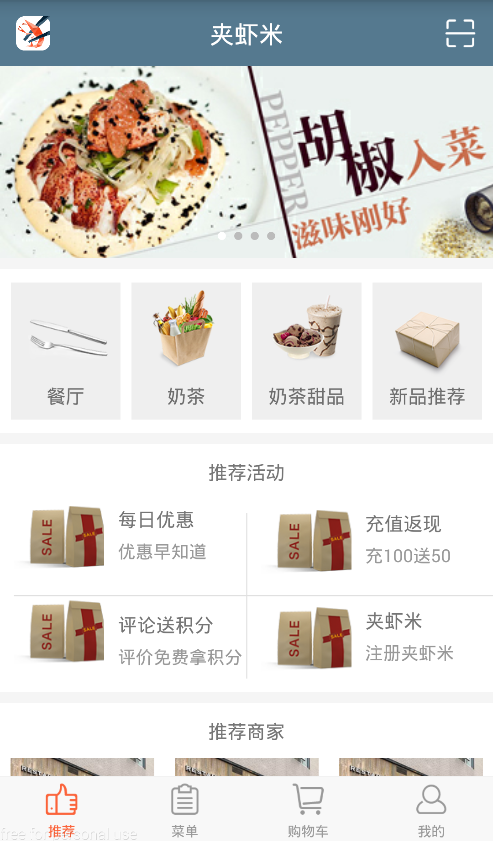 夹虾米
PEPPER
胡椒入菜
滋味刚好
餐厅
奶茶
奶茶甜品
新品推荐
推荐活动
SALE
SALE
每日优惠
优惠早知道
SALE
SALE
充值返现
充100送50
SALE
SALE
评论送积分
评价免费拿积分
SALE
SALE
夹虾米
注册夹虾米
推荐商家
推荐
菜单
购物车
我的
free for personal use